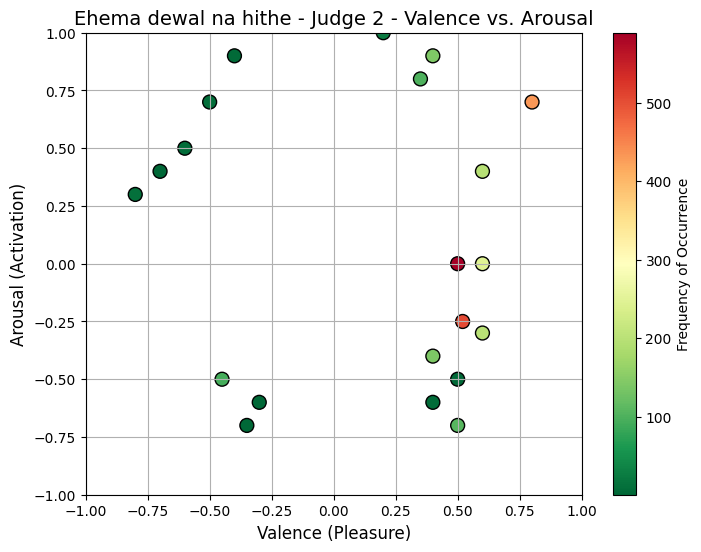 Ehema dewal na hithe - Judge 2 - Valence vs. Arousal
1.00
0.75
0.50
0.25
0.00
−0.25
−0.50
−0.75
−1.00
Arousal (Activation)
−1.00 −0.75 −0.50 −0.25 0.00 0.25 0.50 0.75 1.00
Valence (Pleasure)
500
400
300
200
100
Frequency of Occurrence